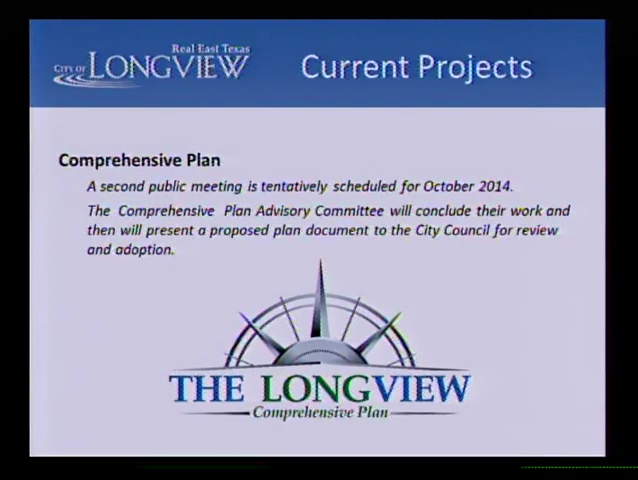 Real East Texas
CITY OF LONGVIEW
Current Projects
Comprehensive Plan
A second public meeting is tentatively scheduled for October 2014.
The Comprehensive Plan Advisory Committee will conclude their work and
then will present a proposed plan document to the City Council for review
and adoption.
THE LONGVIEW
Comprehensive Plan